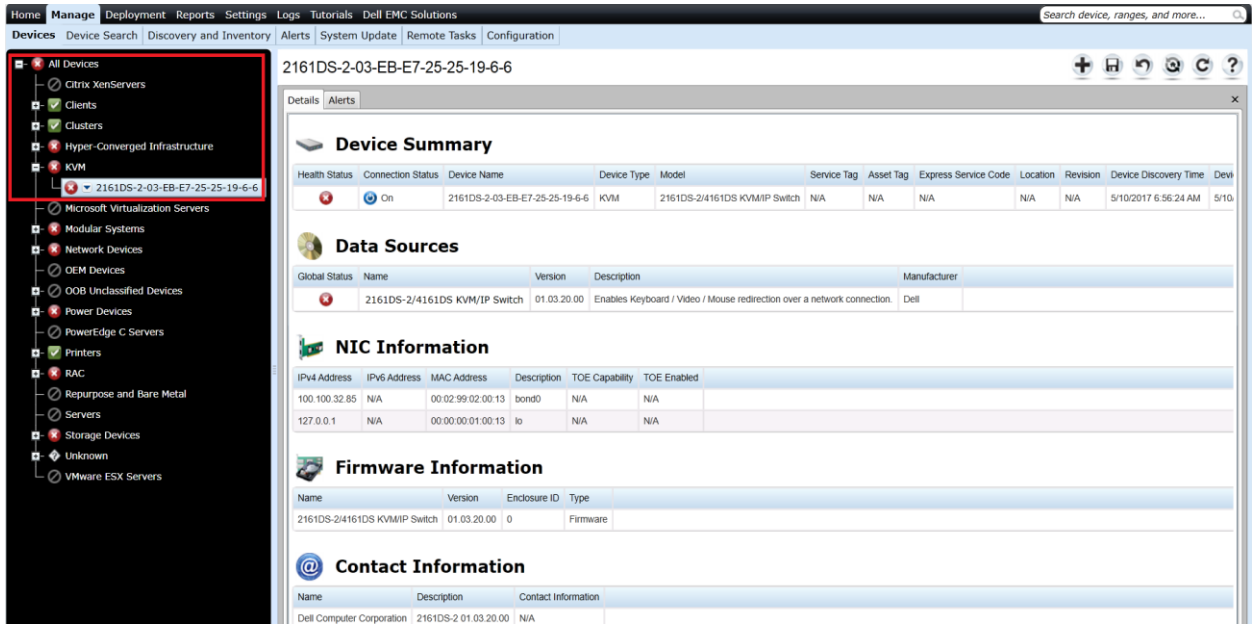 Home Manage Deployment Reports Settings Logs Tutorials Dell EMC Solutions Search device, ranges, and more...
Devices Device Search Discovery and Inventory Alerts System Update Remote Tasks Configuration
All Devices
Citrix XenServers
Clients
Clusters
Hyper-Converged Infrastructure
KVM
2161DS-2-03-EB-E7-25-25-19-6-6
Microsoft Virtualization Servers
Modular Systems
Network Devices
OEM Devices
OOB Unclassified Devices
Power Devices
PowerEdge C Servers
Printers
RAC
Repurpose and Bare Metal
Servers
Storage Devices
Unknown
VMware ESX Servers
2161DS-2-03-EB-E7-25-25-19-6-6
Details Alerts
Device Summary
Health Status Connection Status Device Name Device Type Model Service Tag Asset Tag Express Service Code Location Revision Device Discovery Time Devi
On 2161DS-2-03-EB-E7-25-25-19-6-6 KVM 2161DS-2/4161DS KVM/IP Switch N/A N/A N/A N/A N/A 5/10/2017 6:56:24 AM 5/10/
Data Sources
Global Status Name Version Description Manufacturer
2161DS-2/4161DS KVM/IP Switch 01.03.20.00 Enables Keyboard / Video / Mouse redirection over a network connection. Dell
NIC Information
IPv4 Address IPv6 Address MAC Address Description TOE Capability TOE Enabled
100.100.32.85 N/A 00:02:99:02:00:13 bond0 N/A N/A
127.0.0.1 N/A 00:00:00:01:00:13 lo N/A N/A
Firmware Information
Name Version Enclosure ID Type
2161DS-2/4161DS KVM/IP Switch 01.03.20.00 0 Firmware
Contact Information
Name Description Contact Information
Dell Computer Corporation 2161DS-2 01.03.20.00 N/A